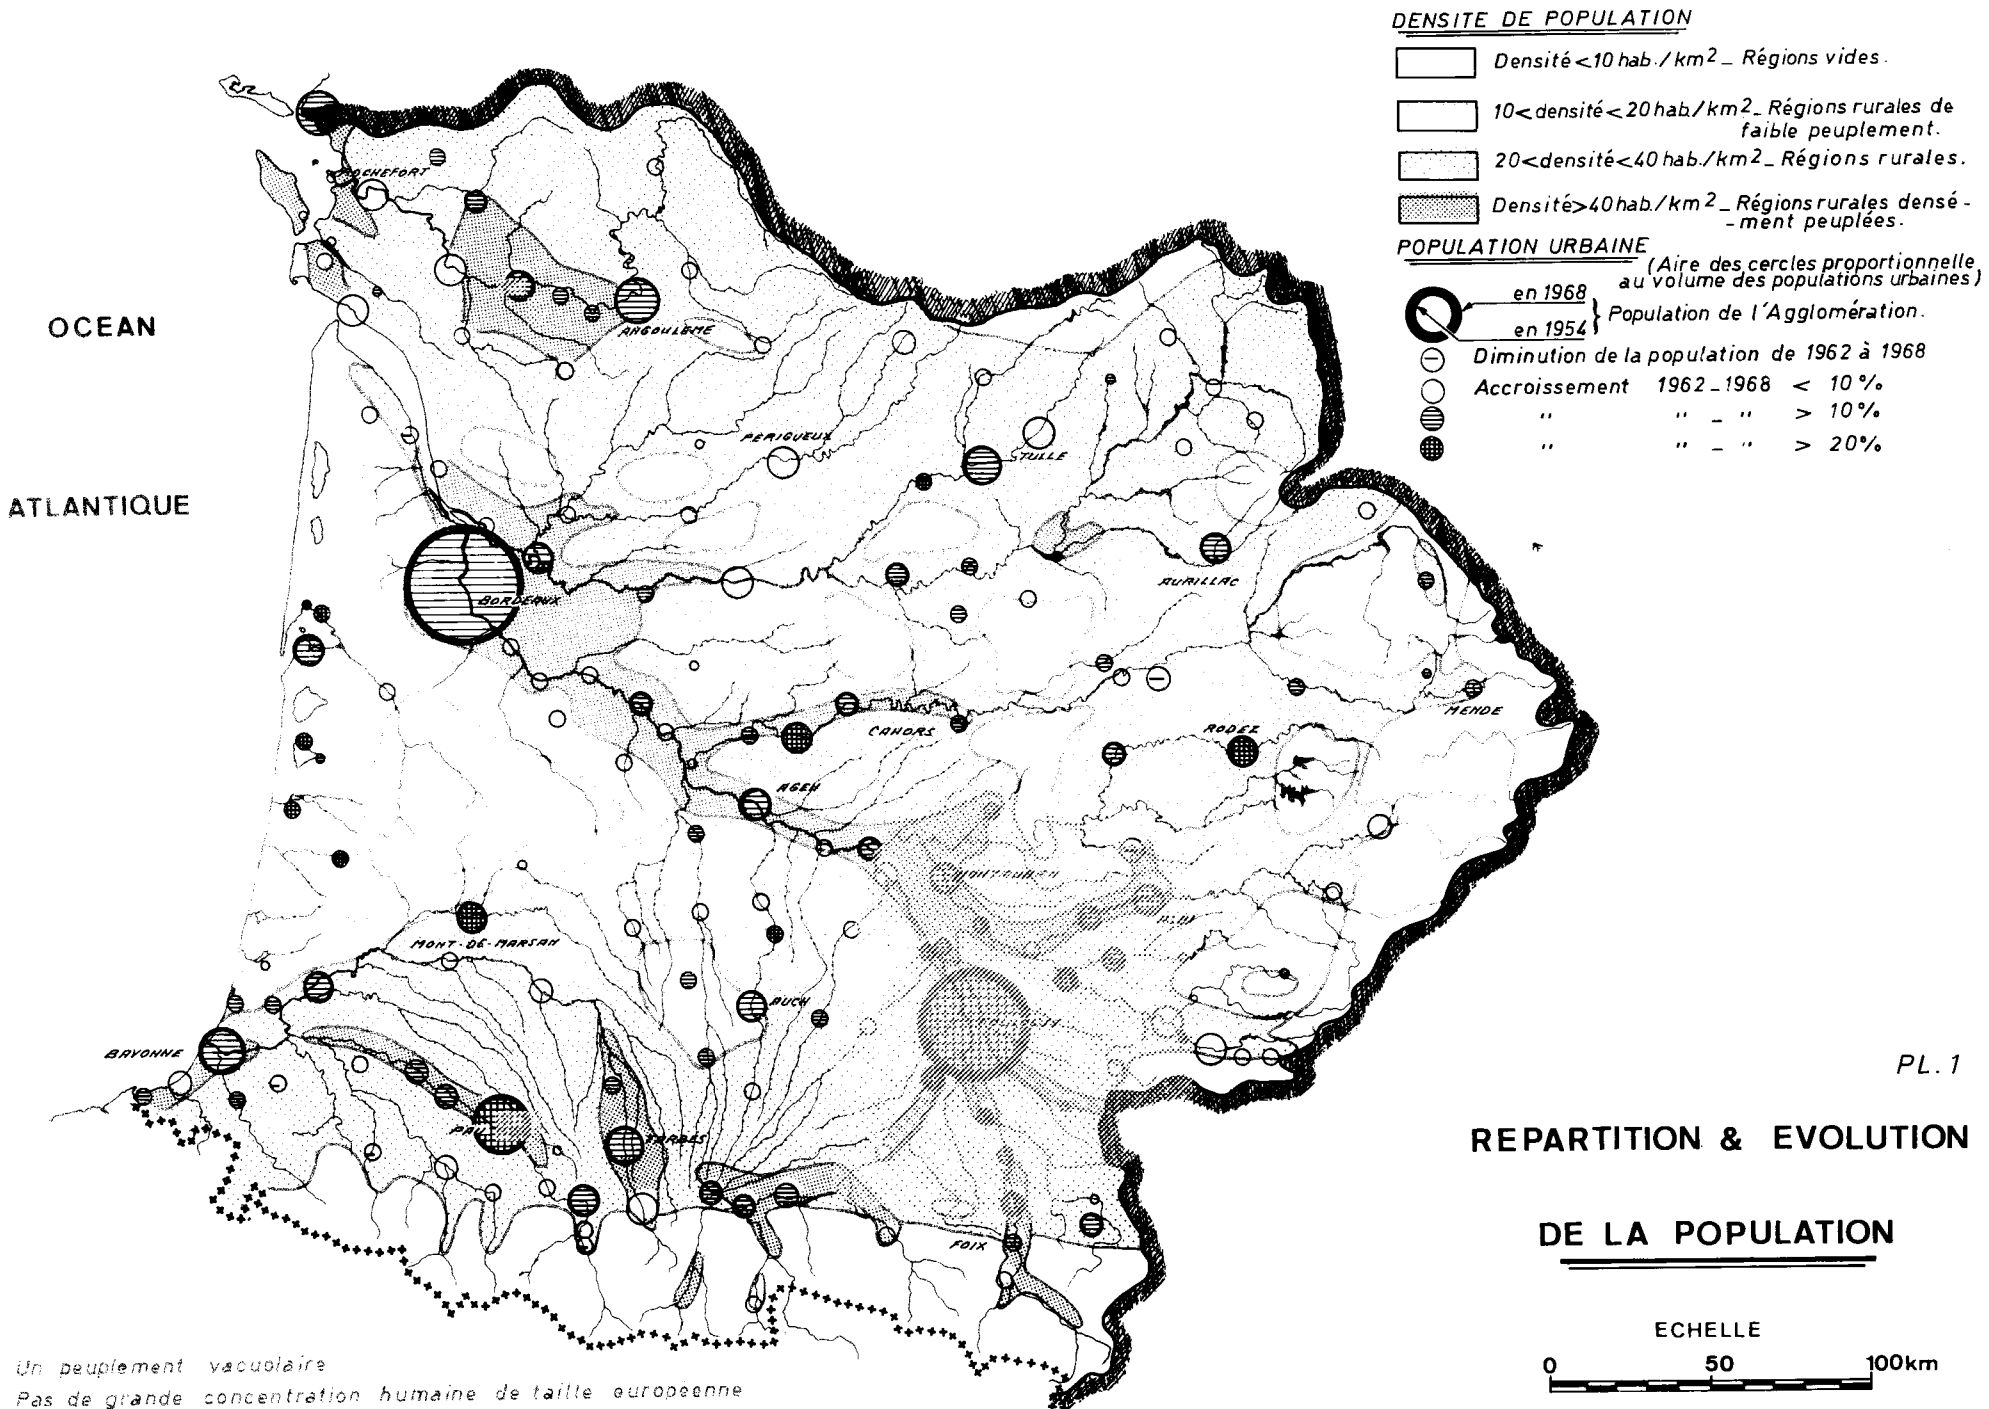 DENSITE DE POPULATION
Densité<10 hab./km2_ Régions vides.
10<densité<20 hab./km2_ Régions rurales de
faible peuplement.
20<densité<40 hab./km2_ Régions rurales.
Densité>40 hab./km2_ Régions rurales densé-
-ment peuplées.
POPULATION URBAINE
(Aire des cercles proportionnelle
au volume des populations urbaines)
en 1968
en 1954
Population de l'Agglomération.
Diminution de la population de 1962 à 1968
Accroissement 1962_1968 < 10%
" " _ " > 10%
" " _ " > 20%
OCEAN
ATLANTIQUE
ROCHEFORT
ANGOULEME
PERIGUEUX
TULLE
BORDEAUX
AURILLAC
MENDE
CAHORS
RODEZ
AGEN
MONT-DE-MARSAN
AUCH
BAYONNE
PAU
TARBES
FOIX
PL.1
REPARTITION & EVOLUTION
DE LA POPULATION
ECHELLE
0 50 100km
Un peuplement vacuolaire
Pas de grande concentration humaine de taille européenne